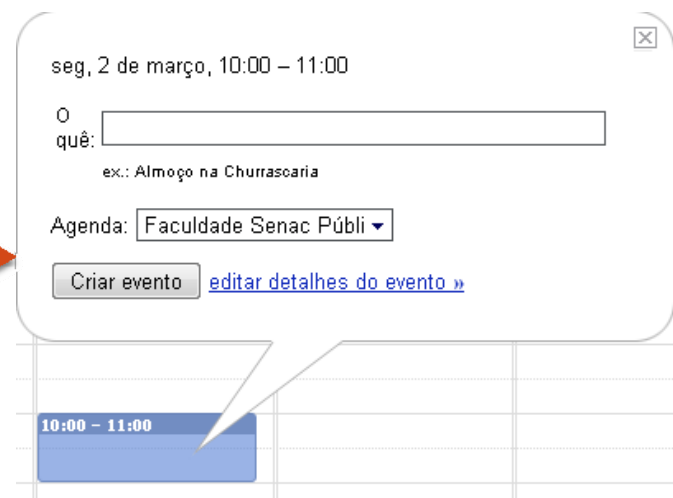 seg, 2 de março, 10:00 – 11:00
O
quê:
ex.: Almoço na Churrascaria
Agenda: Faculdade Senac Públi
Criar evento editar detalhes do evento »
10:00 – 11:00